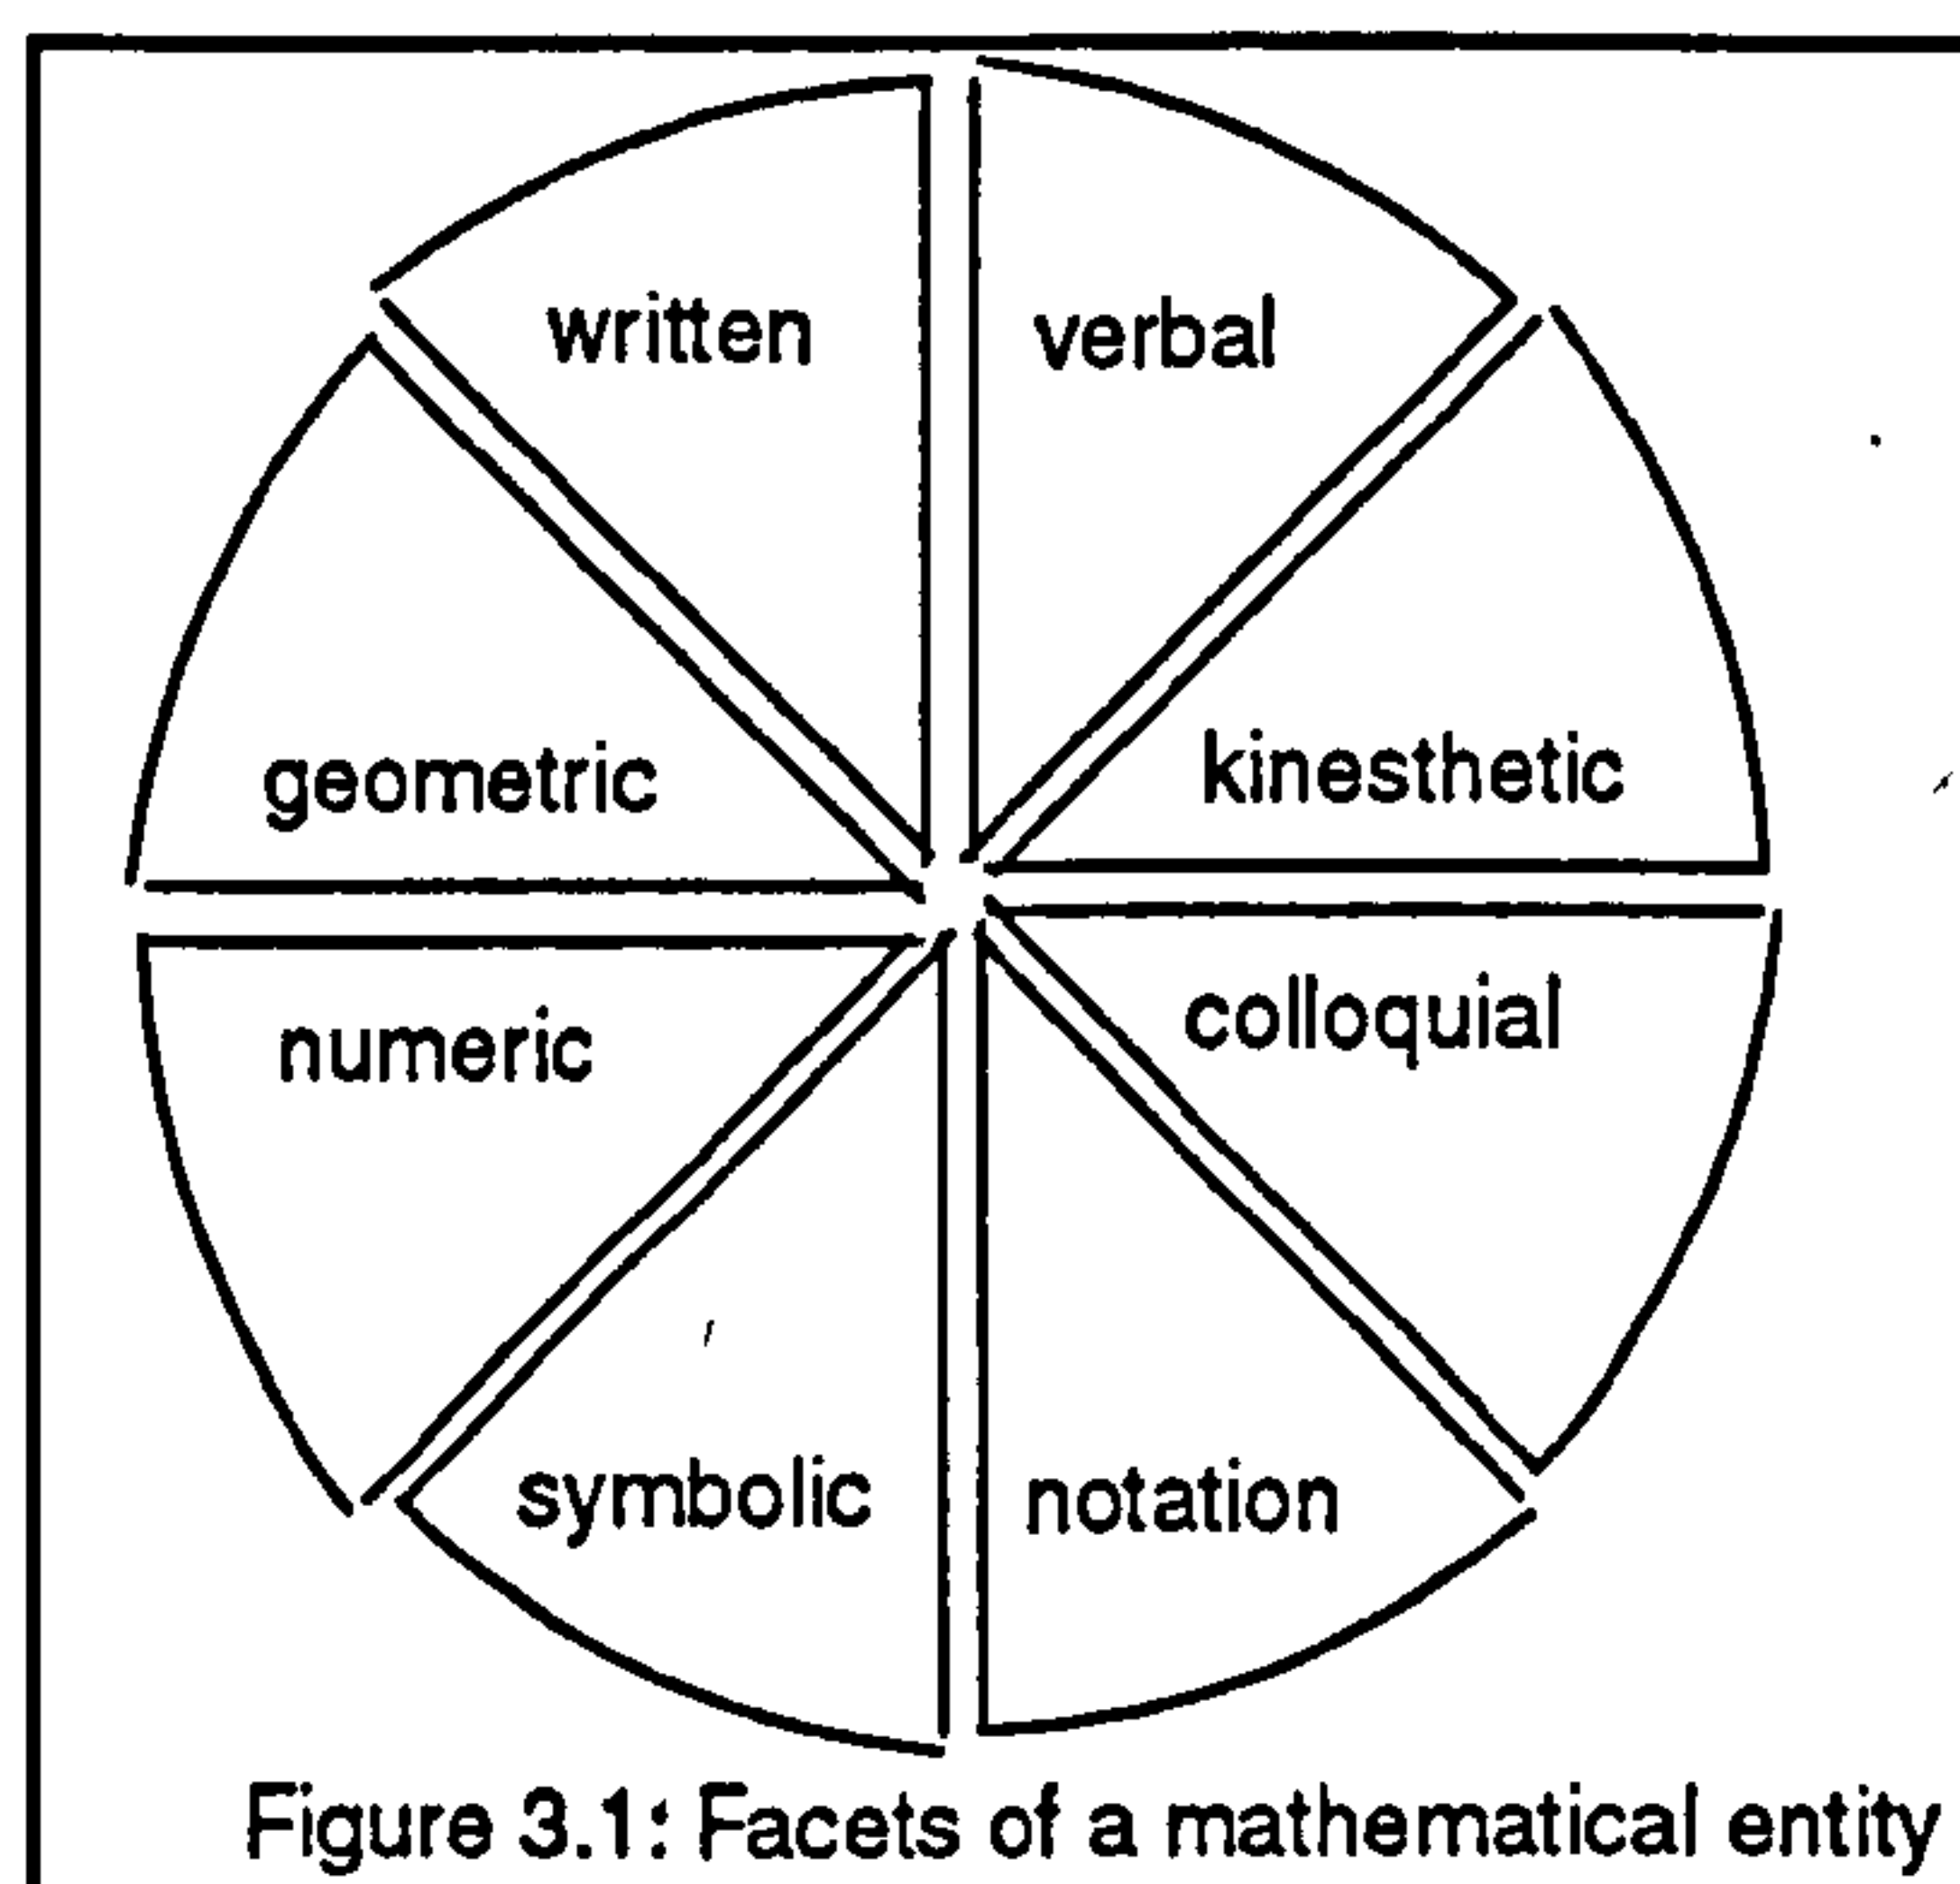 written
verbal
geometric
kinesthetic
numeric
colloquial
symbolic
notation
Figure 3.1: Facets of a mathematical entity